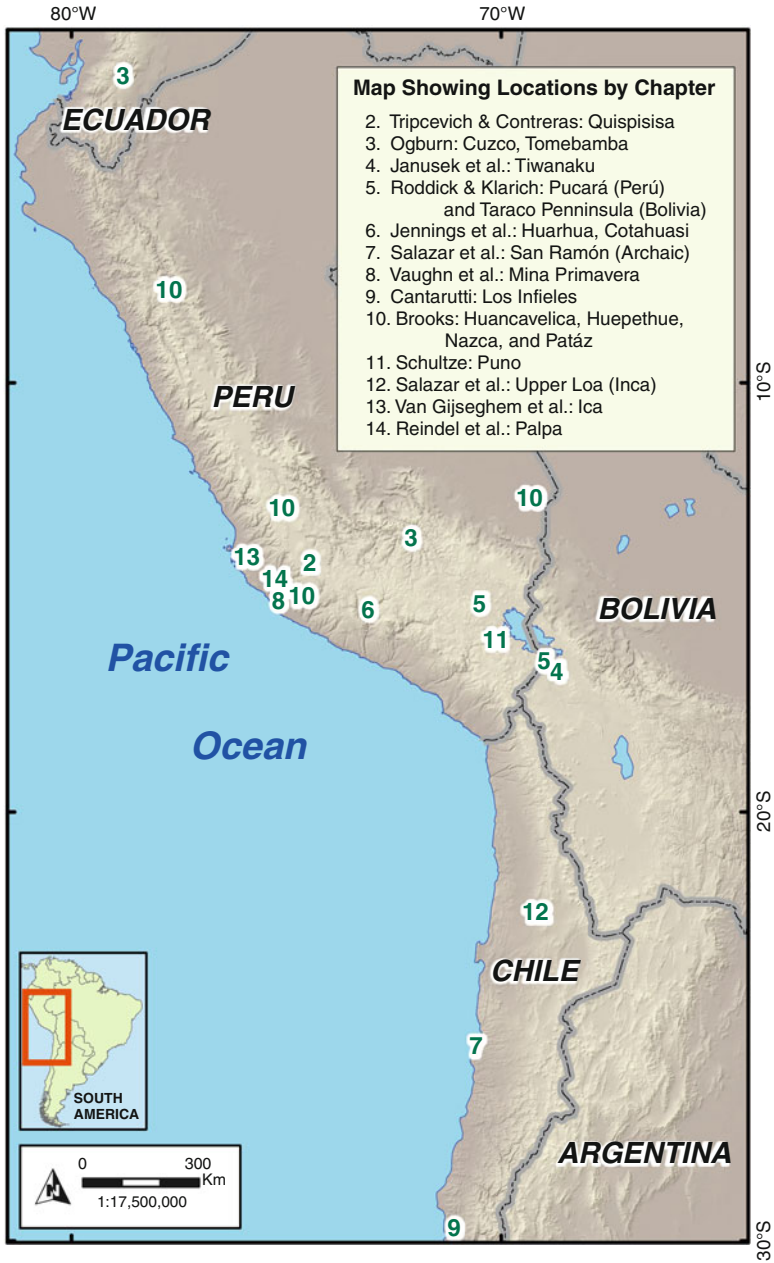 80°W
70°W
3
ECUADOR
Map Showing Locations by Chapter
2. Tripcevich & Contreras: Quispisisa
3. Ogburn: Cuzco, Tomebamba
4. Janusek et al.: Tiwanaku
5. Roddick & Klarich: Pucará (Perú)
and Taraco Penninsula (Bolivia)
6. Jennings et al.: Huarhua, Cotahuasi
7. Salazar et al.: San Ramón (Archaic)
8. Vaughn et al.: Mina Primavera
9. Cantarutti: Los Infieles
10. Brooks: Huancavelica, Huepethue,
Nazca, and Patáz
11. Schultze: Puno
12. Salazar et al.: Upper Loa (Inca)
13. Van Gijseghem et al.: Ica
14. Reindel et al.: Palpa
10
10°S
PERU
10
10
3
13
2
14
8
10
6
5
BOLIVIA
11
5
4
Pacific
Ocean
20°S
12
CHILE
7
SOUTH
AMERICA
ARGENTINA
N
0
300
Km
1:17,500,000
9
30°S